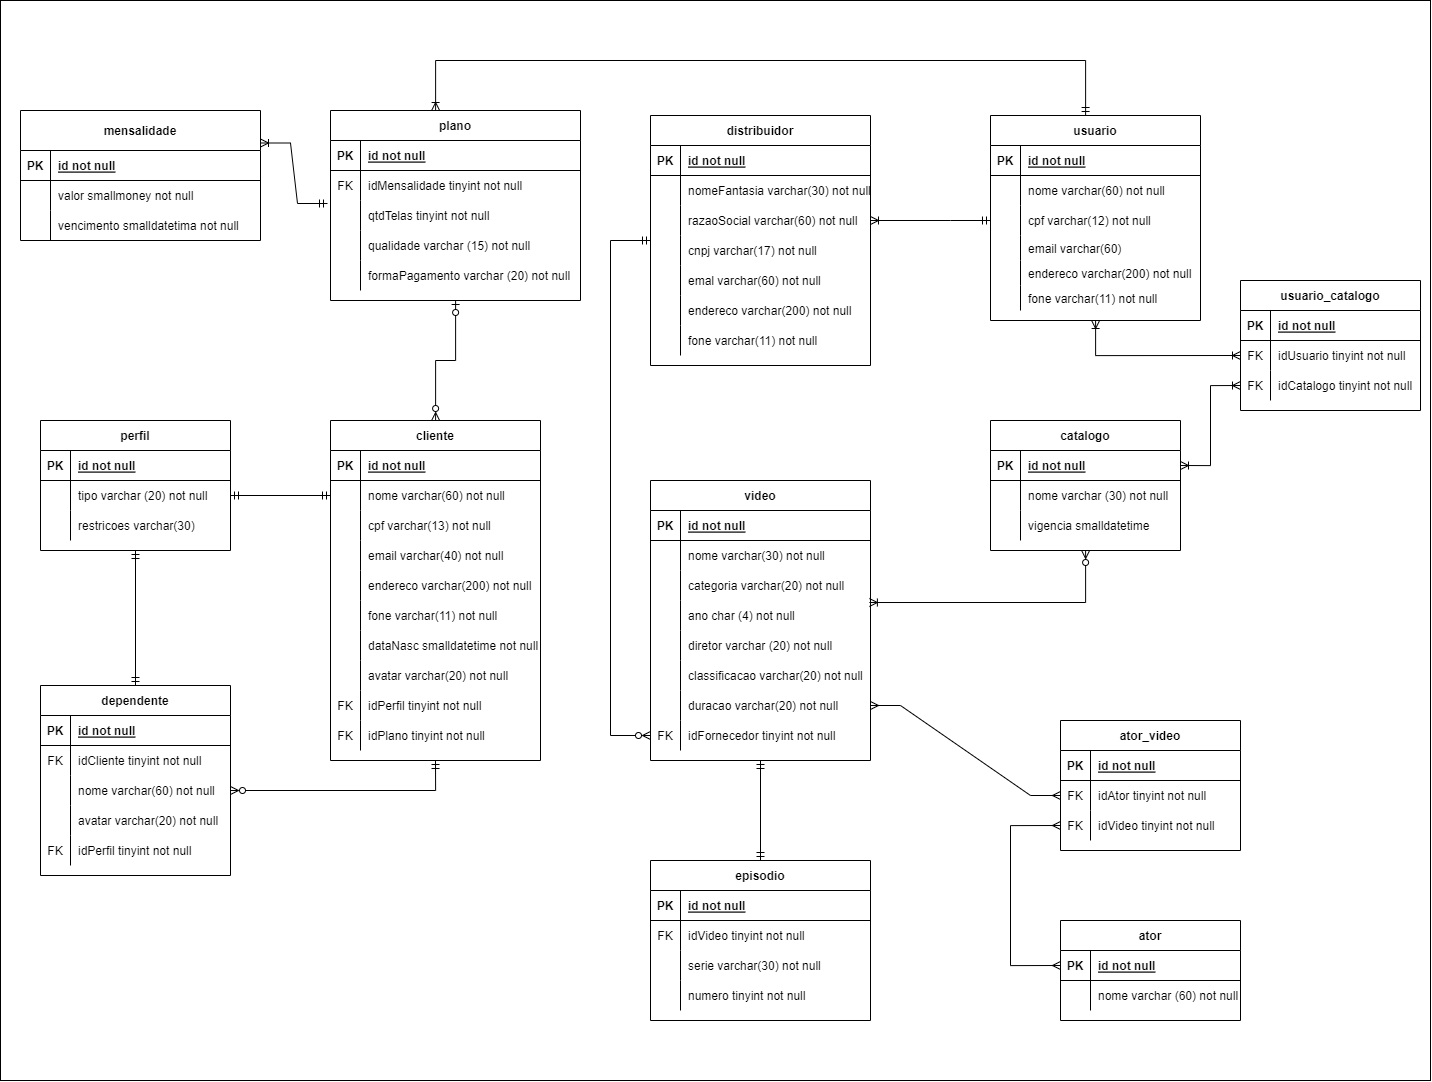 mensalidade
PK id not null
valor smallmoney not null
vencimento smalldatetima not null
plano
PK id not null
FK idMensalidade tinyint not null
qtdTelas tinyint not null
qualidade varchar (15) not null
formaPagamento varchar (20) not null
distribuidor
PK id not null
nomeFantasia varchar(30) not null
razaoSocial varchar(60) not null
cnpj varchar(17) not null
emal varchar(60) not null
endereco varchar(200) not null
fone varchar(11) not null
usuario
PK id not null
nome varchar(60) not null
cpf varchar(12) not null
email varchar(60)
endereco varchar(200) not null
fone varchar(11) not null
usuario_catalogo
PK id not null
FK idUsuario tinyint not null
FK idCatalogo tinyint not null
perfil
PK id not null
tipo varchar (20) not null
restricoes varchar(30)
cliente
PK id not null
nome varchar(60) not null
cpf varchar(13) not null
email varchar(40) not null
endereco varchar(200) not null
fone varchar(11) not null
dataNasc smalldatetime not null
avatar varchar(20) not null
FK idPerfil tinyint not null
FK idPlano tinyint not null
video
PK id not null
nome varchar(30) not null
categoria varchar(20) not null
ano char (4) not null
diretor varchar (20) not null
classificacao varchar(20) not null
duracao varchar(20) not null
FK idFornecedor tinyint not null
catalogo
PK id not null
nome varchar (30) not null
vigencia smalldatetime
dependente
PK id not null
FK idCliente tinyint not null
nome varchar(60) not null
avatar varchar(20) not null
FK idPerfil tinyint not null
ator_video
PK id not null
FK idAtor tinyint not null
FK idVideo tinyint not null
episodio
PK id not null
FK idVideo tinyint not null
serie varchar(30) not null
numero tinyint not null
ator
PK id not null
nome varchar (60) not null